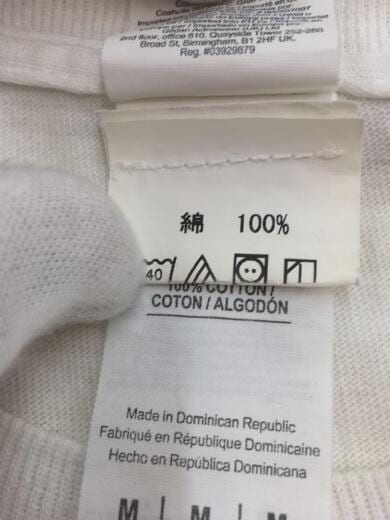 2nd floor, office 610, Quayside Tower 252-260
Broad St, Birmingham, B1 2HF UK.
Reg. #03929879
綿 100%
40
100% COTTON /
COTON / ALGODÓN
Made in Dominican Republic
Fabriqué en République Dominicaine
Hecho en República Dominicana
M M M